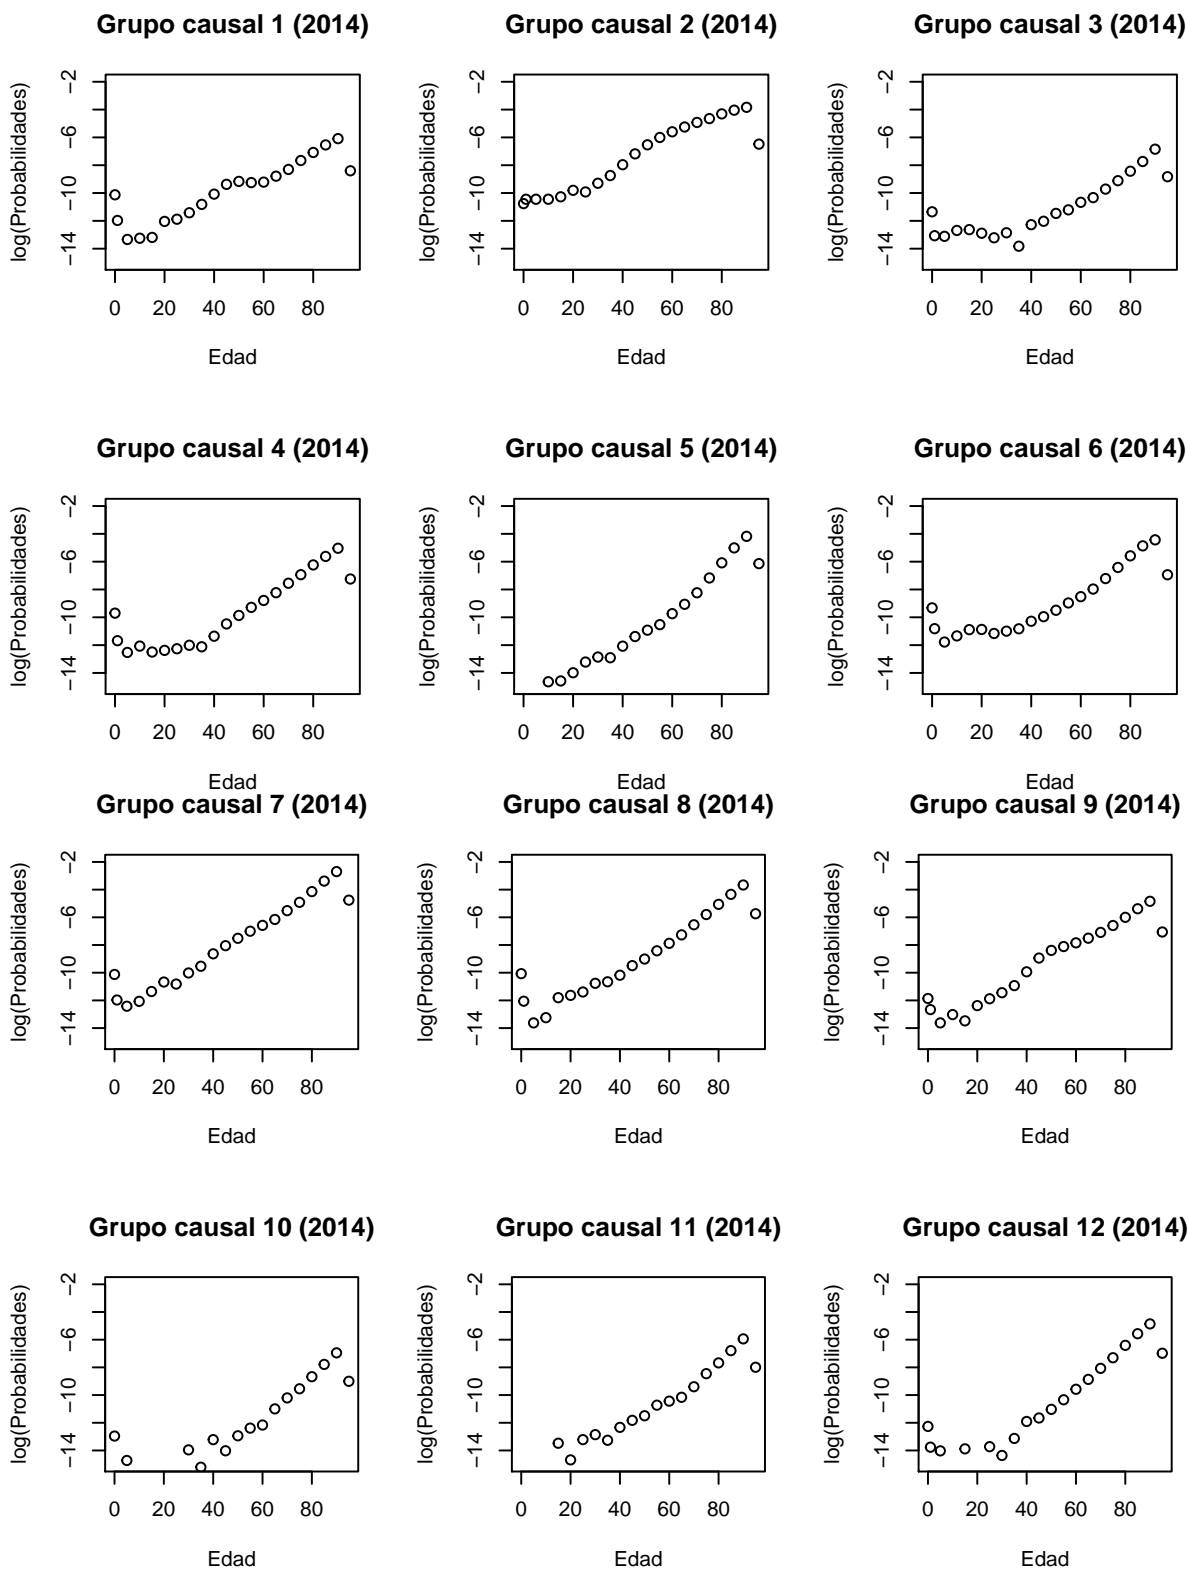 Grupo causal 1 (2014)
log(Probabilidades)
−2
−6
−10
−14
0 20 40 60 80
Edad
Grupo causal 2 (2014)
log(Probabilidades)
−2
−6
−10
−14
0 20 40 60 80
Edad
Grupo causal 3 (2014)
log(Probabilidades)
−2
−6
−10
−14
0 20 40 60 80
Edad
Grupo causal 4 (2014)
log(Probabilidades)
−2
−6
−10
−14
0 20 40 60 80
Edad
Grupo causal 5 (2014)
log(Probabilidades)
−2
−6
−10
−14
0 20 40 60 80
Edad
Grupo causal 6 (2014)
log(Probabilidades)
−2
−6
−10
−14
0 20 40 60 80
Edad
Grupo causal 7 (2014)
log(Probabilidades)
−2
−6
−10
−14
0 20 40 60 80
Edad
Grupo causal 8 (2014)
log(Probabilidades)
−2
−6
−10
−14
0 20 40 60 80
Edad
Grupo causal 9 (2014)
log(Probabilidades)
−2
−6
−10
−14
0 20 40 60 80
Edad
Grupo causal 10 (2014)
log(Probabilidades)
−2
−6
−10
−14
0 20 40 60 80
Edad
Grupo causal 11 (2014)
log(Probabilidades)
−2
−6
−10
−14
0 20 40 60 80
Edad
Grupo causal 12 (2014)
log(Probabilidades)
−2
−6
−10
−14
0 20 40 60 80
Edad